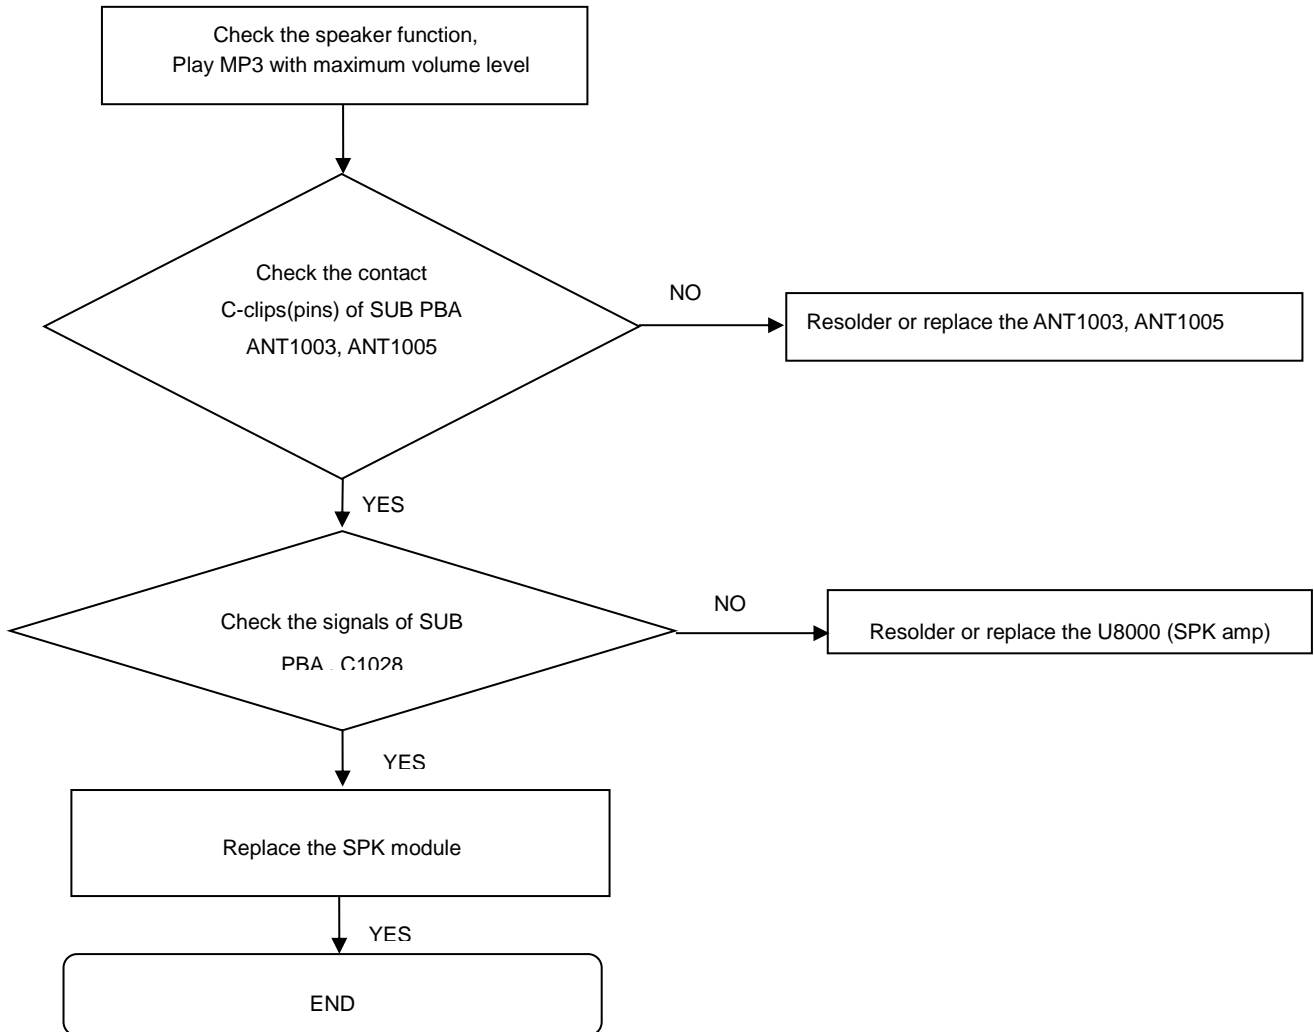 Check the speaker function,
Play MP3 with maximum volume level
Check the contact
C-clips(pins) of SUB PBA
ANT1003, ANT1005
NO
Resolder or replace the ANT1003, ANT1005
YES
Check the signals of SUB
PBA , C1028
NO
Resolder or replace the U8000 (SPK amp)
YES
Replace the SPK module
YES
END